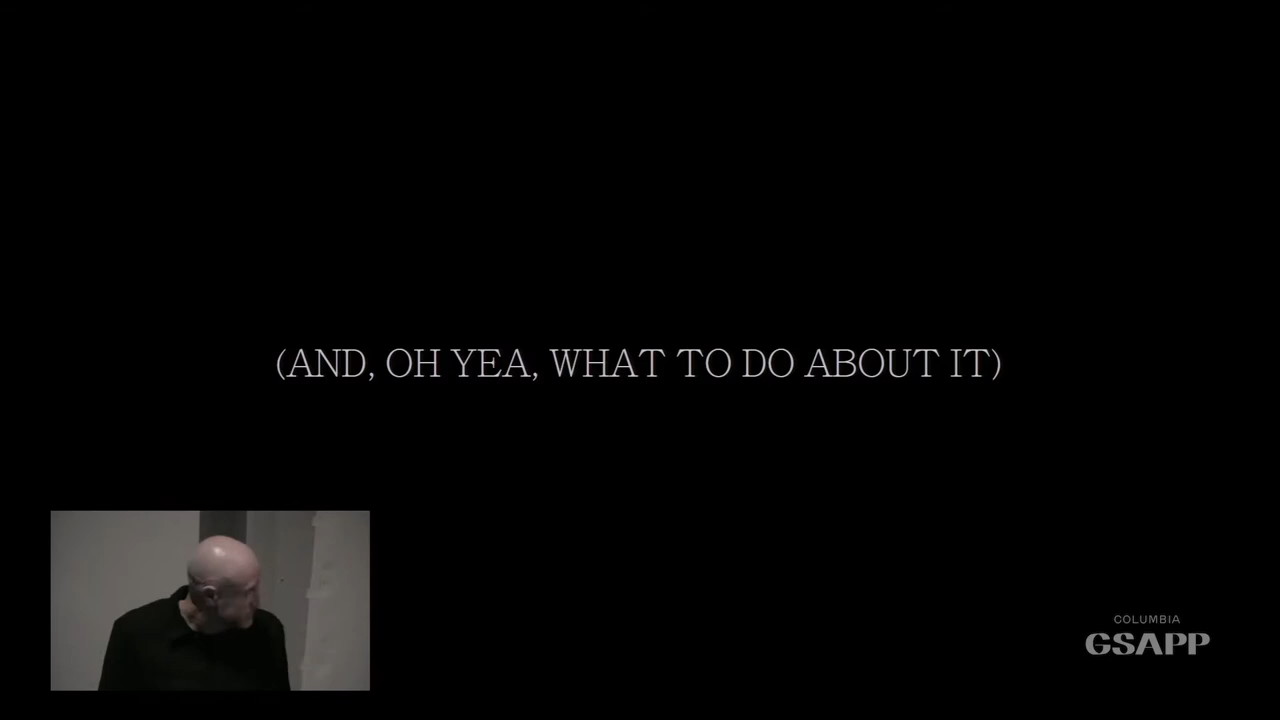 (AND, OH YEA, WHAT TO DO ABOUT IT)
COLUMBIA
GSAPP